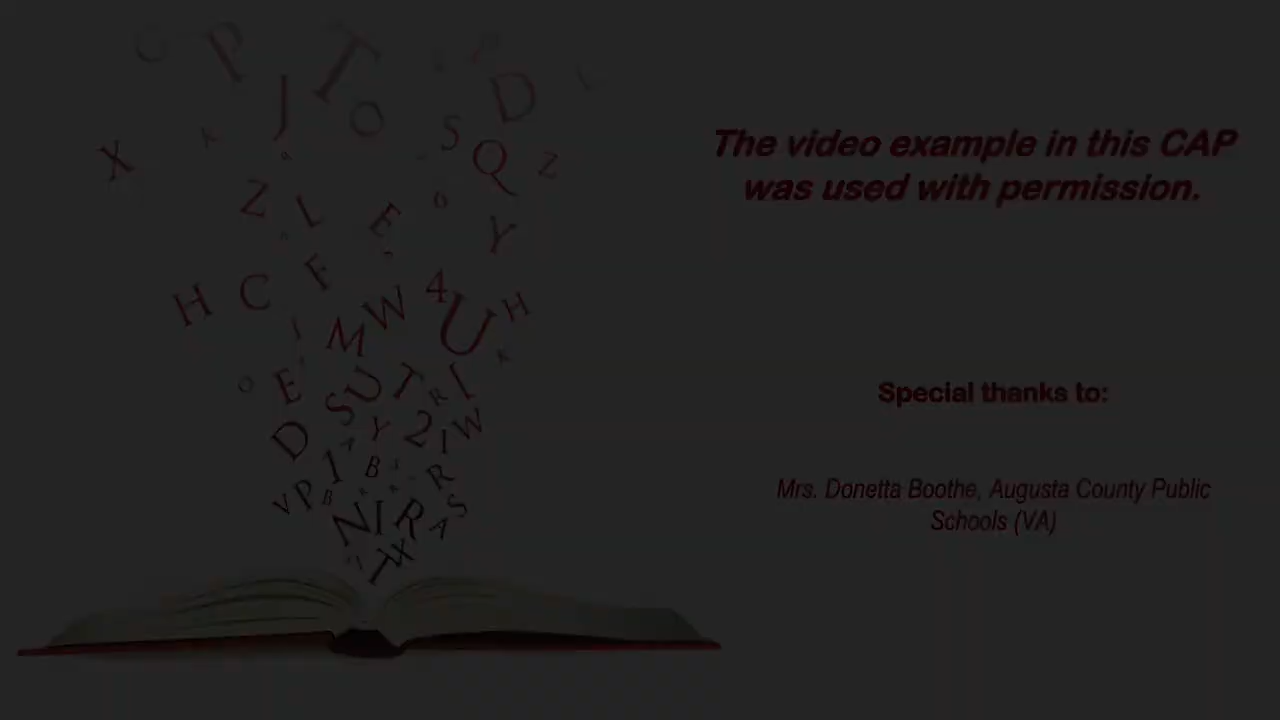 The video example in this CAP
was used with permission.
Special thanks to:
Mrs. Donetta Boothe, Augusta County Public
Schools (VA)